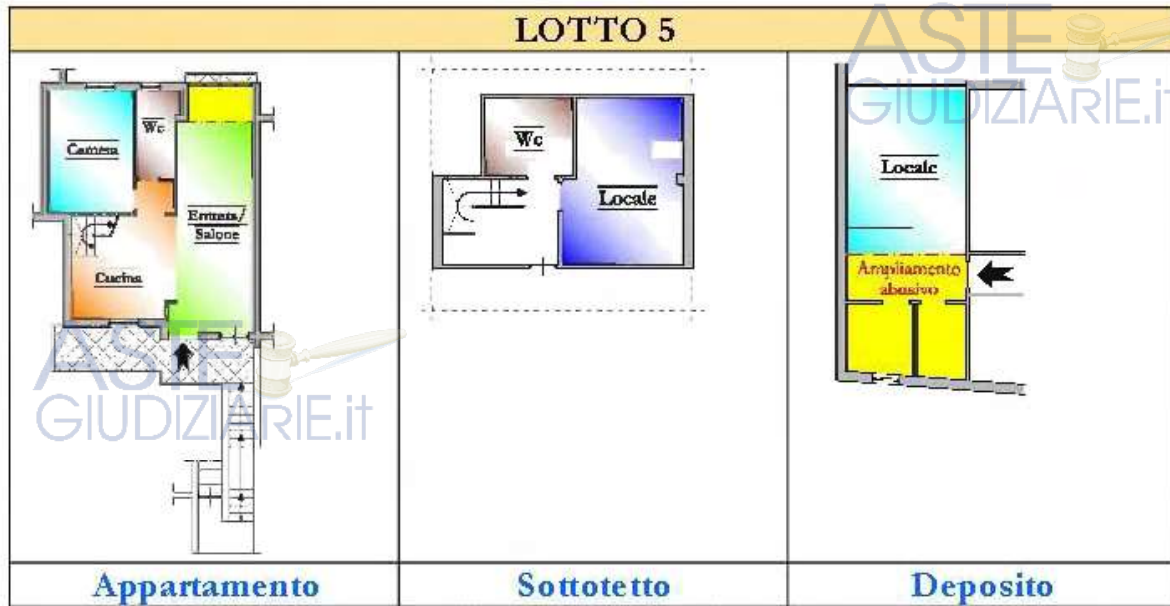 LOTTO 5
ASTE
GIUDIZIARIE.it
Camera
Wc
Entrata/
Salone
Cucina
ASTE
GIUDIZIARIE.it
Wc
Locale
Locale
Ampliamento
abusivo
Appartamento
Sottotetto
Deposito